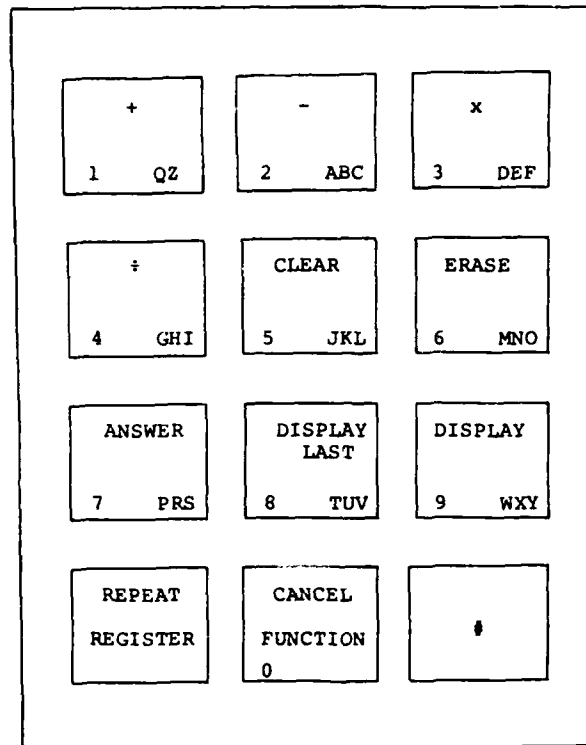 + - x
1 QZ 2 ABC 3 DEF
÷ CLEAR ERASE
4 GHI 5 JKL 6 MNO
ANSWER DISPLAY DISPLAY
LAST
7 PRS 8 TUV 9 WXY
REPEAT CANCEL
REGISTER FUNCTION #
0